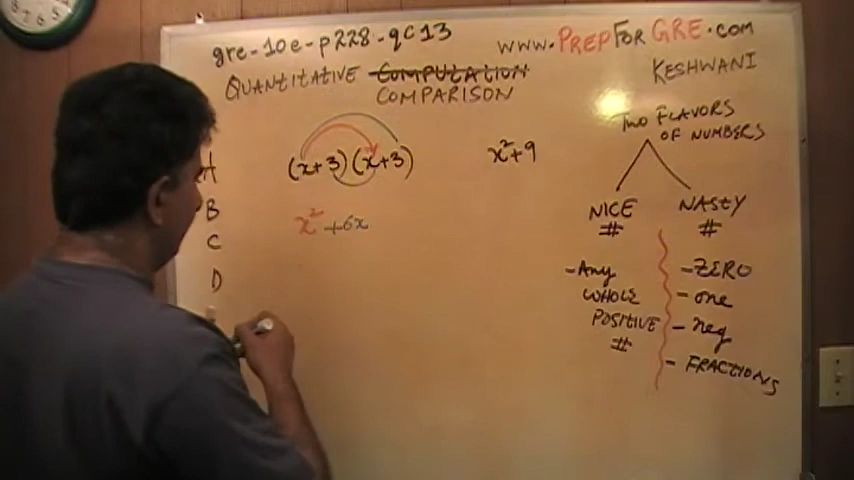 gre-10e-p228-qc13
www.PREPFORGRE.com
QUANTITATIVE COMPUTATION
COMPARISON
KESHWANI
TWO FLAVORS
OF NUMBERS
A
(x+3)(x+3)
x²+9
B
x²+6x
C
D
NICE
#
NASTY
#
-Any
WHOLE
POSITIVE
#
-ZERO
-one
-neg
-FRACTIONS